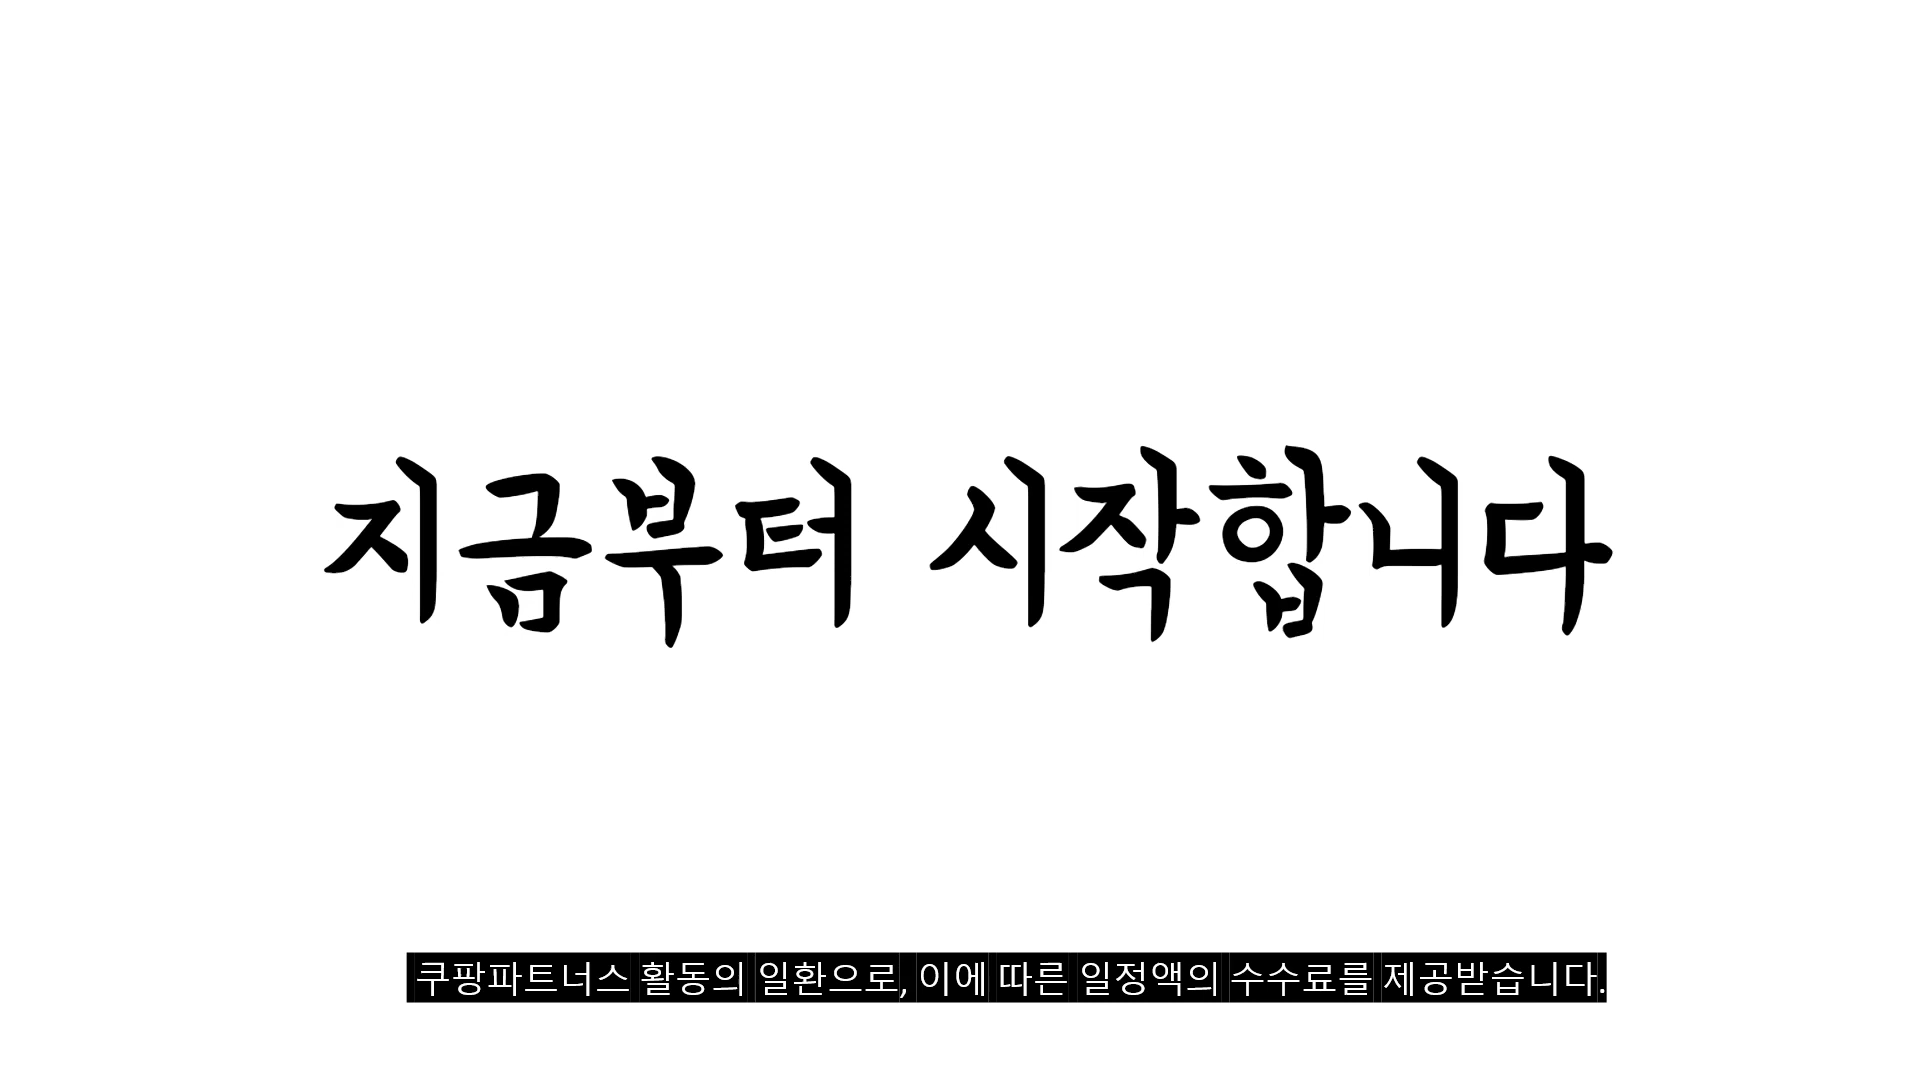 지금부터 시작합니다
쿠팡파트너스 활동의 일환으로, 이에 따른 일정액의 수수료를 제공받습니다.